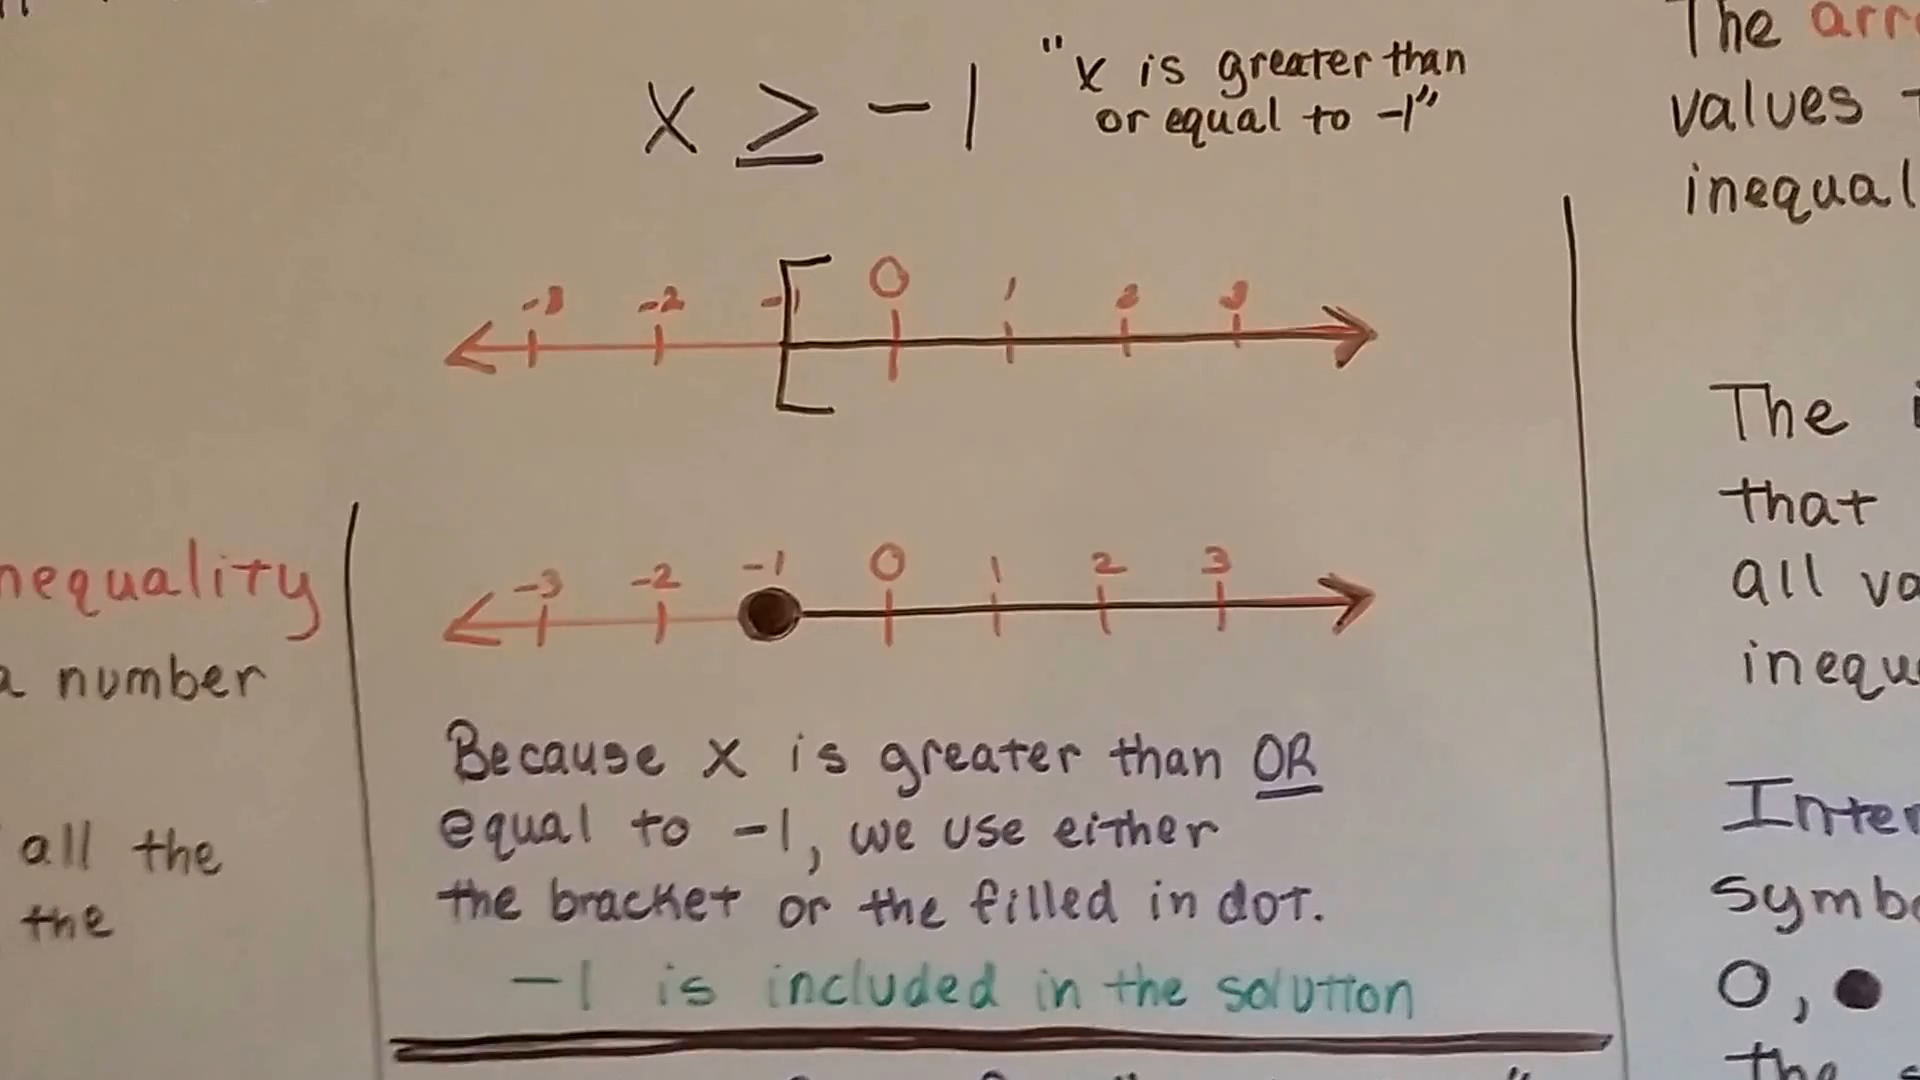 x ≥ -1
"x is greater than
or equal to -1"
-3 -2 -1 0 1 2 3
-3 -2 -1 0 1 2 3
Because x is greater than OR
equal to -1, we use either
the bracket or the filled in dot.
-1 is included in the solution
nequality
a number
all the
the
The arr
values
inequal
The
that
all va
inequ
Inter
symbo
O, ●
the s